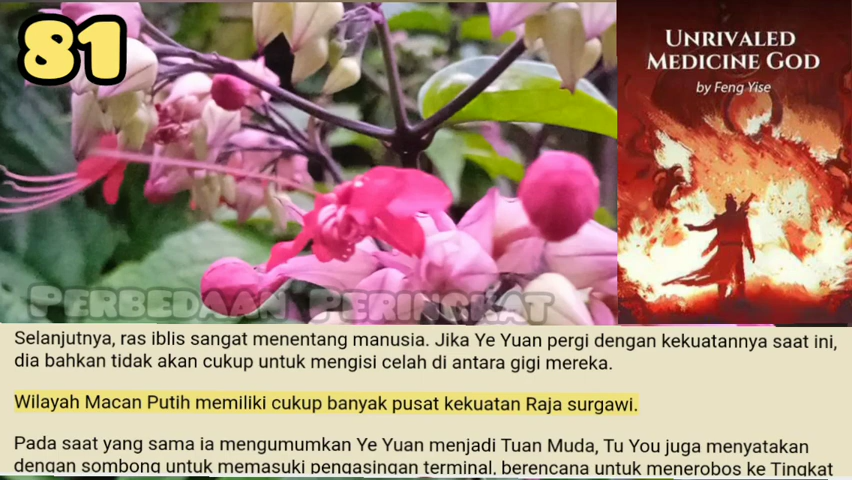 81
UNRIVALED
MEDICINE GOD
by Feng Yise
PERBEDAAN PERINGKAT
Selanjutnya, ras iblis sangat menentang manusia. Jika Ye Yuan pergi dengan kekuatannya saat ini,
dia bahkan tidak akan cukup untuk mengisi celah di antara gigi mereka.
Wilayah Macan Putih memiliki cukup banyak pusat kekuatan Raja surgawi.
Pada saat yang sama ia mengumumkan Ye Yuan menjadi Tuan Muda, Tu You juga menyatakan
dengan sombong untuk memasuki pengasingan terminal, berencana untuk menerobos ke Tingkat